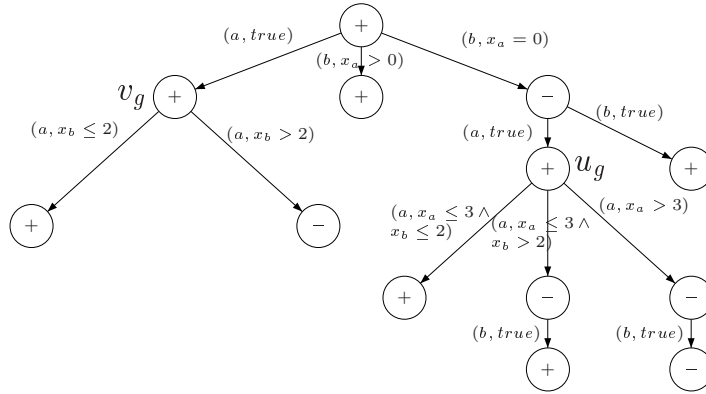 +
(a, true)
(b, x_a > 0)
(b, x_a = 0)
v_g
+
+
−
(b, true)
(a, true)
(a, x_b ≤ 2)
(a, x_b > 2)
+
u_g
+
(a, x_a ≤ 3 ∧
x_b ≤ 2)
(a, x_a ≤ 3 ∧
x_b > 2)
(a, x_a > 3)
+
−
+
−
−
(b, true)
(b, true)
+
−